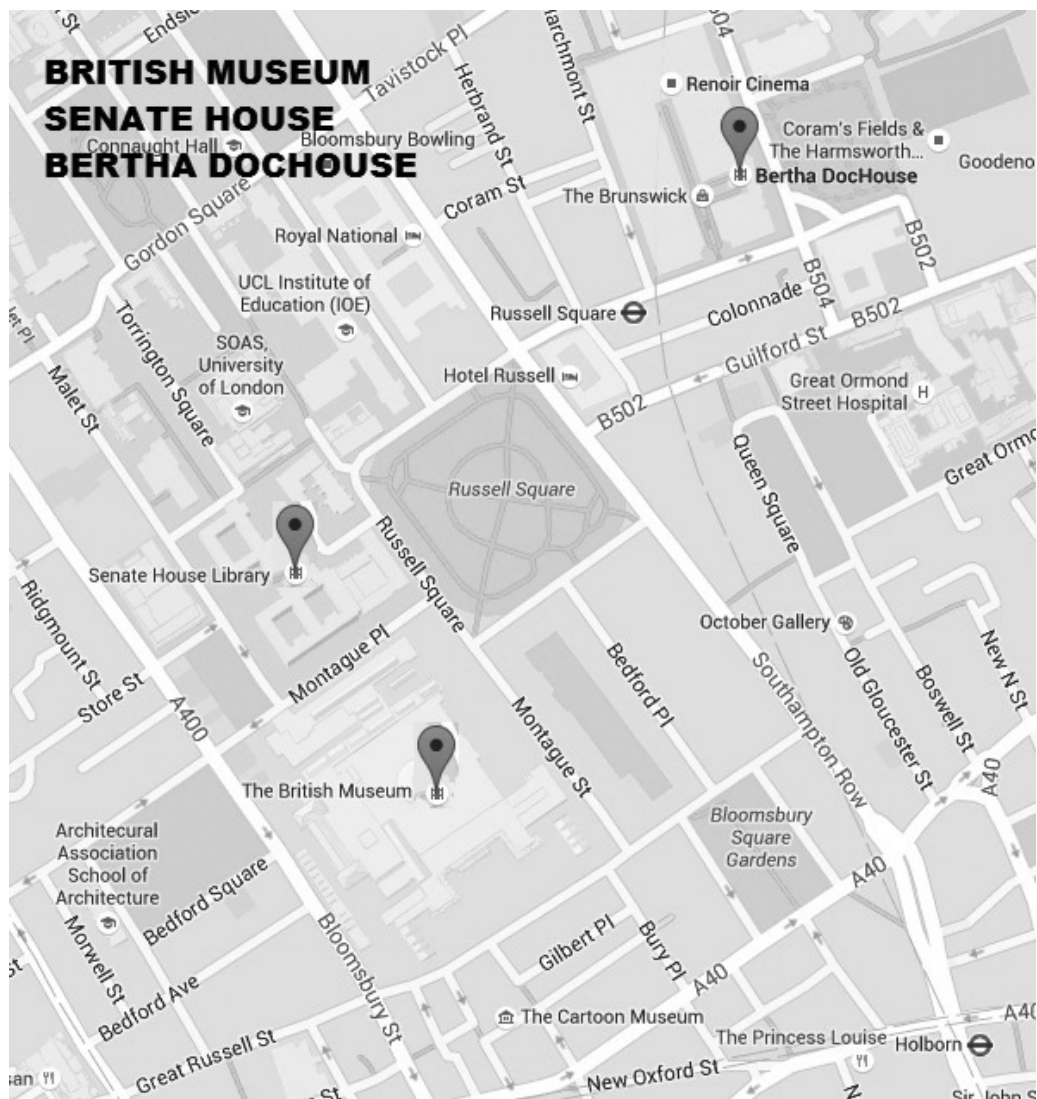 BRITISH MUSEUM
SENATE HOUSE
BERTHA DOCHOUSE
Endsle
Tavistock Pl
Herbrand St
Marchmont St
Renoir Cinema
Coram's Fields &
The Harmsworth...
Goodeno
Connaught Hall
Bloomsbury Bowling
Bertha DocHouse
The Brunswick
Coram St
Gordon Square
Royal National
B502
B504
UCL Institute of
Education (IOE)
Russell Square
Colonnade
B502
Guilford St
Torrington Square
SOAS,
University
of London
Malet St
Hotel Russell
B502
Great Ormond
Street Hospital
Great Ormo
Queen Square
Russell Square
Russell Square
Senate House Library
Ridgmount St
Store St
Montague Pl
A400
Bedford Pl
October Gallery
Old Gloucester St
Boswell St
New N St
Southampton Row
Montague St
The British Museum
A40
Bloomsbury
Square
Gardens
Architecural
Association
School of
Architecture
Bedford Square
A40
Morwell St
Bedford Ave
Bloomsbury St
Gilbert Pl
Bury Pl
A40
The Cartoon Museum
Great Russell St
The Princess Louise
Holborn
A40
New Oxford St
san
Sir John S